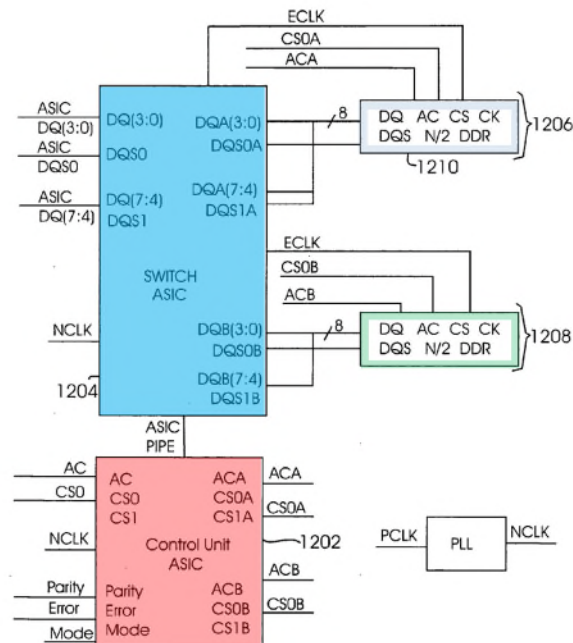 ECLK
CS0A
ACA
ASIC
DQ(3:0)
DQ(3:0)
DQA(3:0)
8
DQ AC CS CK
DQS N/2 DDR
1206
1210
ASIC
DQS0
DQS0
DQS0A
ASIC
DQ(7:4)
DQ(7:4)
DQS1
DQA(7:4)
DQS1A
ECLK
SWITCH
ASIC
CS0B
ACB
NCLK
DQB(3:0)
DQS0B
8
DQ AC CS CK
DQS N/2 DDR
1208
1204
DQB(7:4)
DQS1B
ASIC
PIPE
AC
AC
ACA
ACA
CS0
CS0
CS0A
CS1
CS1A
CS0A
NCLK
Control Unit
ASIC
1202
PCLK
PLL
NCLK
ACB
Parity
Parity
ACB
Error
Error
CS0B
CS0B
Mode
Mode
CS1B